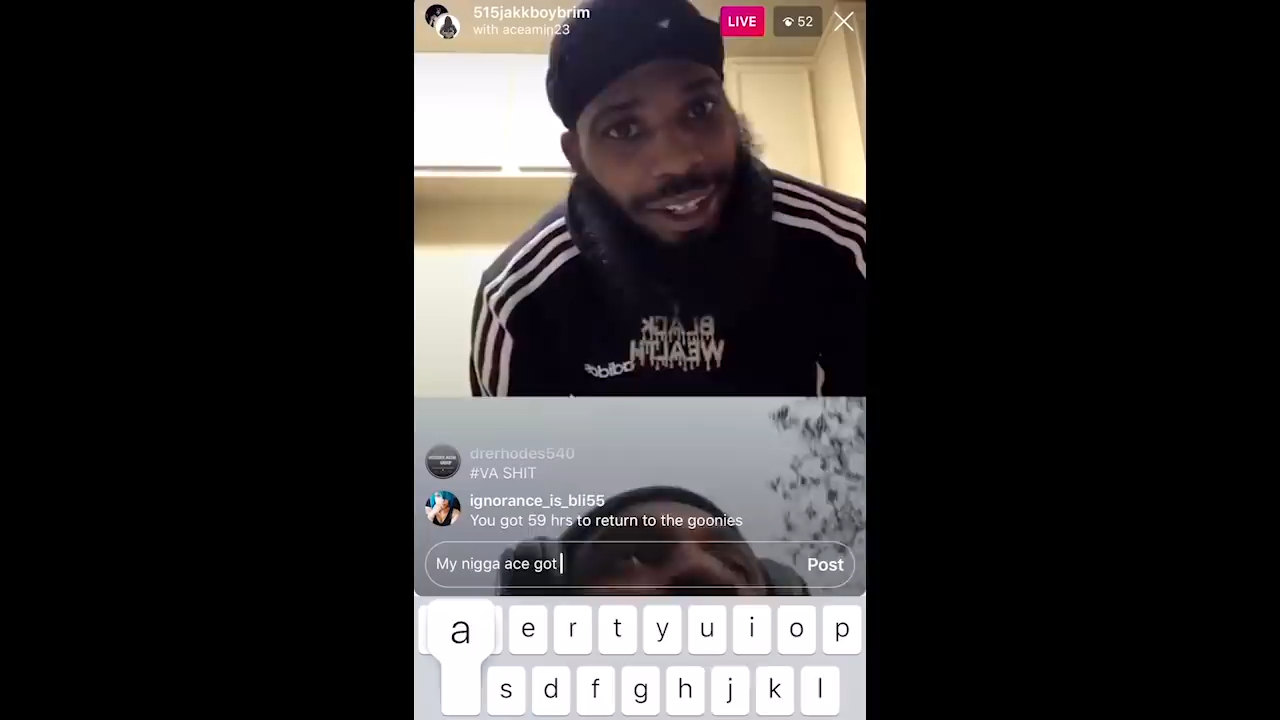 515jakkboybrim
with aceamin23
LIVE
52
BLACK
WEALTH
adidas
drerhodes540
#VA SHIT
ignorance_is_bli55
You got 59 hrs to return to the goonies
My nigga ace got
Post
a e r t y u i o p
s d f g h j k l